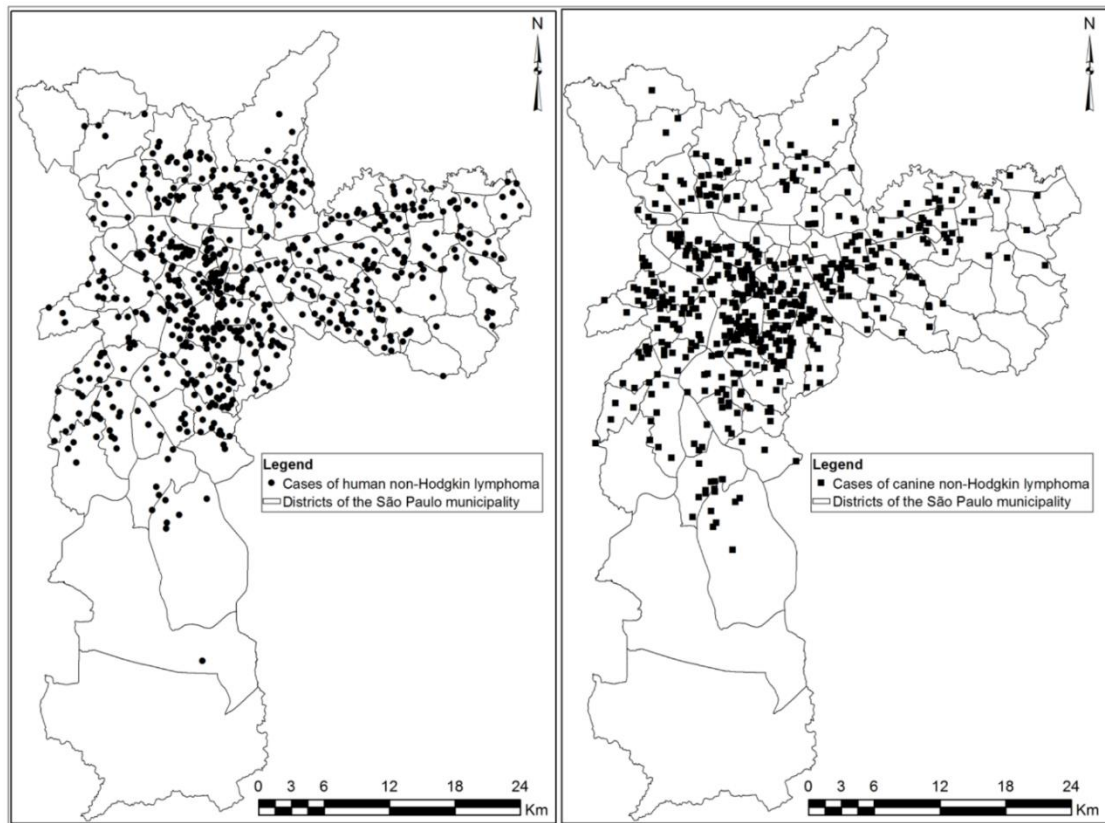 N
Legend
Cases of human non-Hodgkin lymphoma
Districts of the São Paulo municipality
0 3 6 12 18 24
Km
N
Legend
Cases of canine non-Hodgkin lymphoma
Districts of the São Paulo municipality
0 3 6 12 18 24
Km